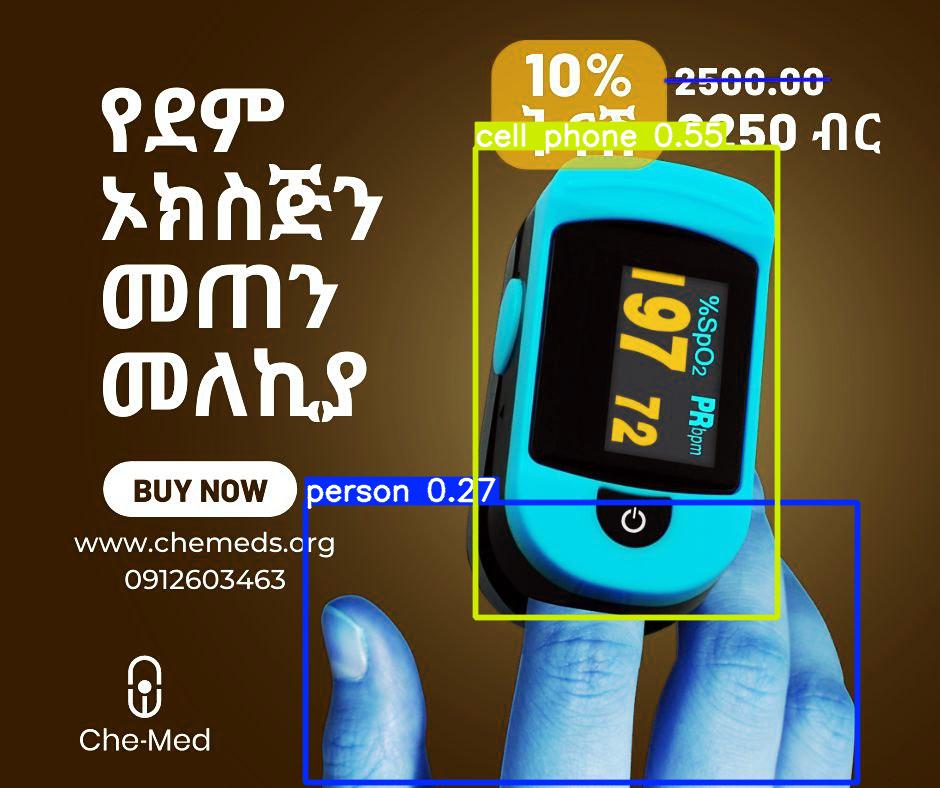 የደም
ኦክስጅን
መጠን
መለኪያ
10%
2500.00
2250 ብር
cell phone 0.55
%SpO2
97
PRbpm
72
BUY NOW
person 0.27
www.chemeds.org
0912603463
Che-Med